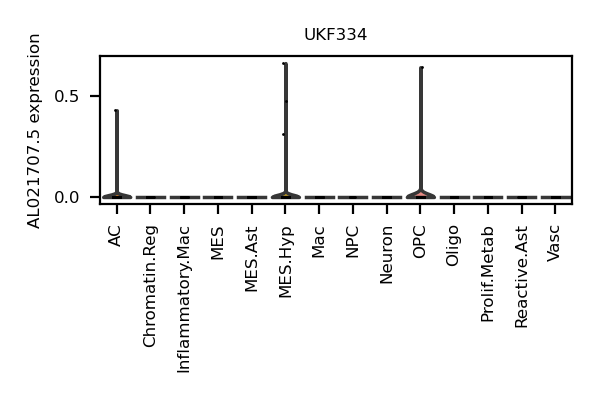 UKF334
AL021707.5 expression
0.5
0.0
AC
Chromatin.Reg
Inflammatory.Mac
MES
MES.Ast
MES.Hyp
Mac
NPC
Neuron
OPC
Oligo
Prolif.Metab
Reactive.Ast
Vasc